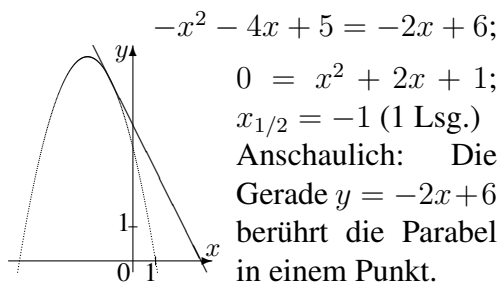 −x² − 4x + 5 = −2x + 6;
0 = x² + 2x + 1;
x₁/₂ = −1 (1 Lsg.)
Anschaulich: Die
Gerade y = −2x+6
berührt die Parabel
in einem Punkt.
y
1
x
0 1